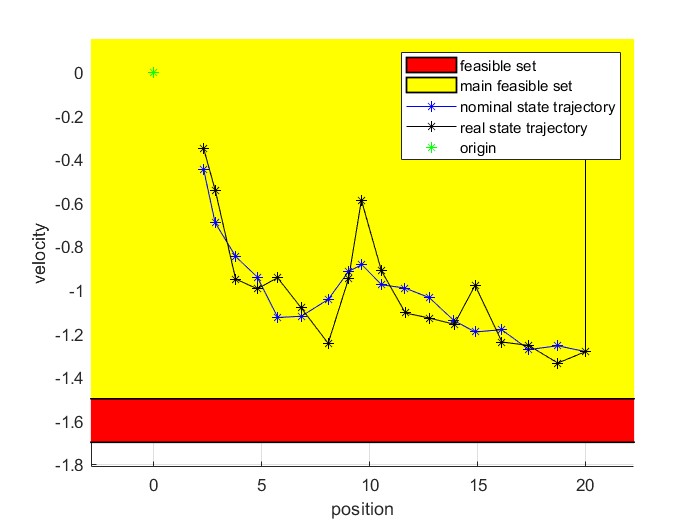 0
-0.2
-0.4
-0.6
-0.8
-1
-1.2
-1.4
-1.6
-1.8
velocity
feasible set
main feasible set
nominal state trajectory
real state trajectory
origin
0 5 10 15 20
position